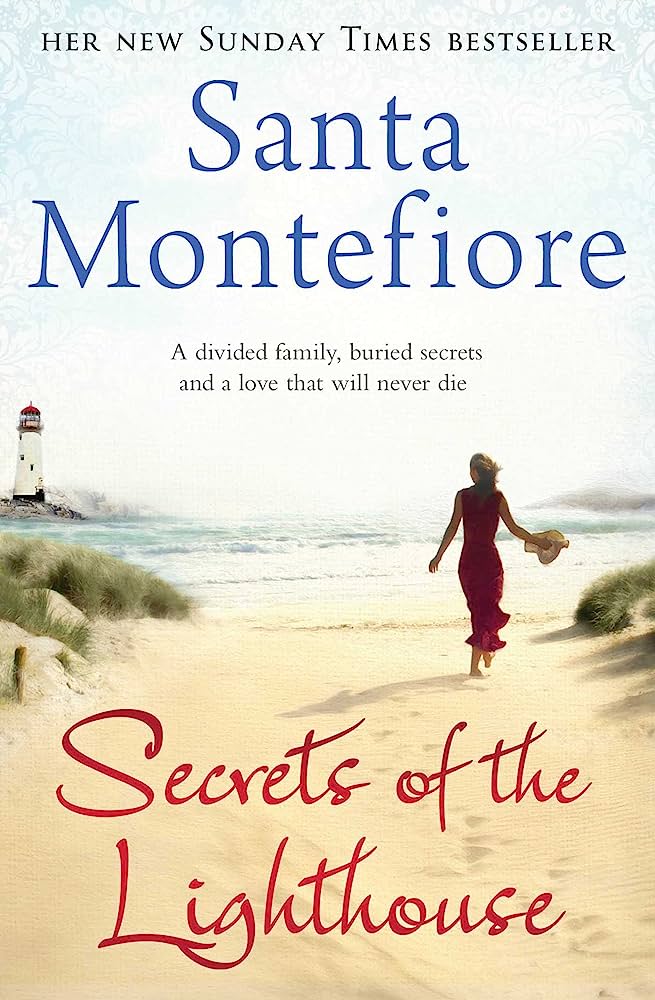 HER NEW SUNDAY TIMES BESTSELLER
Santa
Montefiore
A divided family, buried secrets
and a love that will never die
Secrets of the
Lighthouse